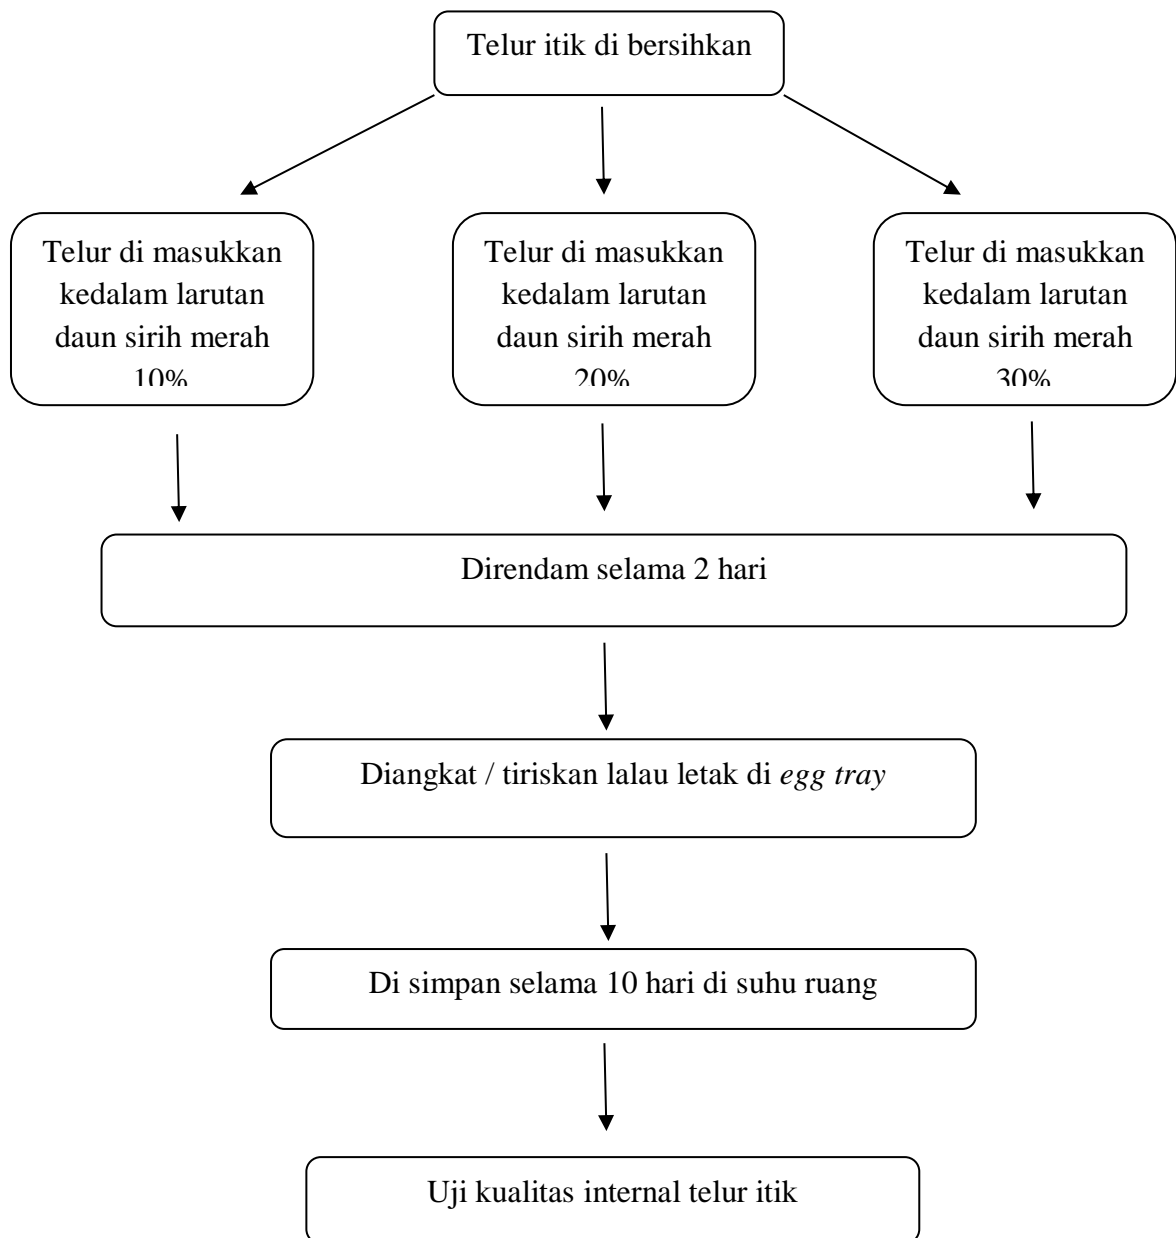 Telur itik di bersihkan
Telur di masukkan
kedalam larutan
daun sirih merah
10%
Telur di masukkan
kedalam larutan
daun sirih merah
20%
Telur di masukkan
kedalam larutan
daun sirih merah
30%
Direndam selama 2 hari
Diangkat / tiriskan lalau letak di egg tray
Di simpan selama 10 hari di suhu ruang
Uji kualitas internal telur itik